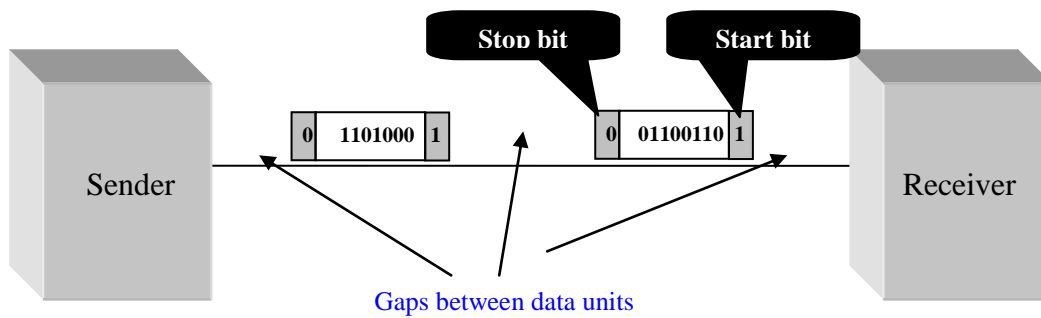 Stop bit
Start bit
0 1101000 1
0 01100110 1
Sender
Receiver
Gaps between data units